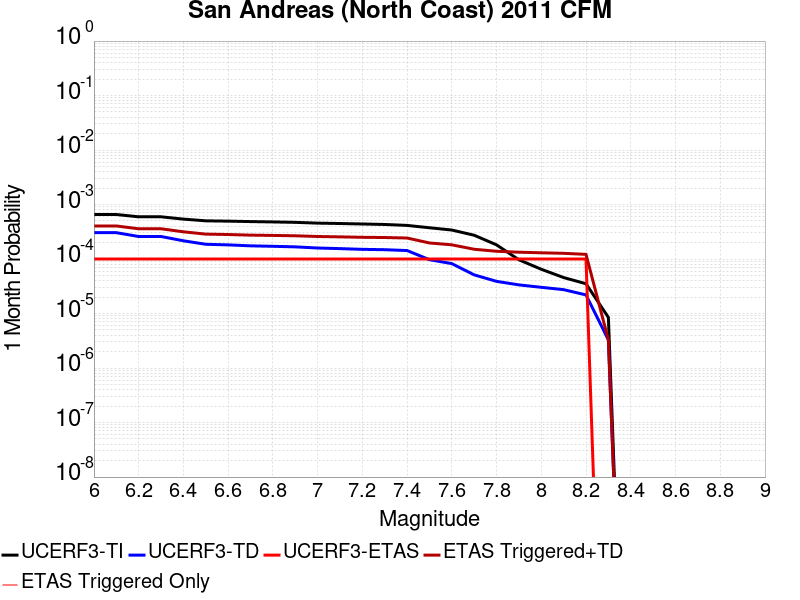 San Andreas (North Coast) 2011 CFM
10^0
10^-1
10^-2
10^-3
10^-4
10^-5
10^-6
10^-7
10^-8
1 Month Probability
6 6.2 6.4 6.6 6.8 7 7.2 7.4 7.6 7.8 8 8.2 8.4 8.6 8.8 9
Magnitude
UCERF3-TI UCERF3-TD UCERF3-ETAS ETAS Triggered+TD
ETAS Triggered Only